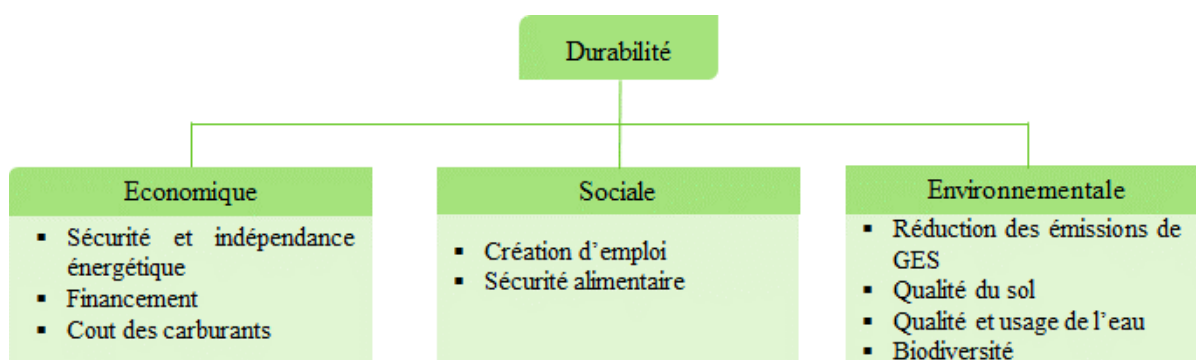 Durabilité
Economique
▪ Sécurité et indépendance
énergétique
▪ Financement
▪ Cout des carburants
Sociale
▪ Création d’emploi
▪ Sécurité alimentaire
Environnementale
▪ Réduction des émissions de
GES
▪ Qualité du sol
▪ Qualité et usage de l’eau
▪ Biodiversité